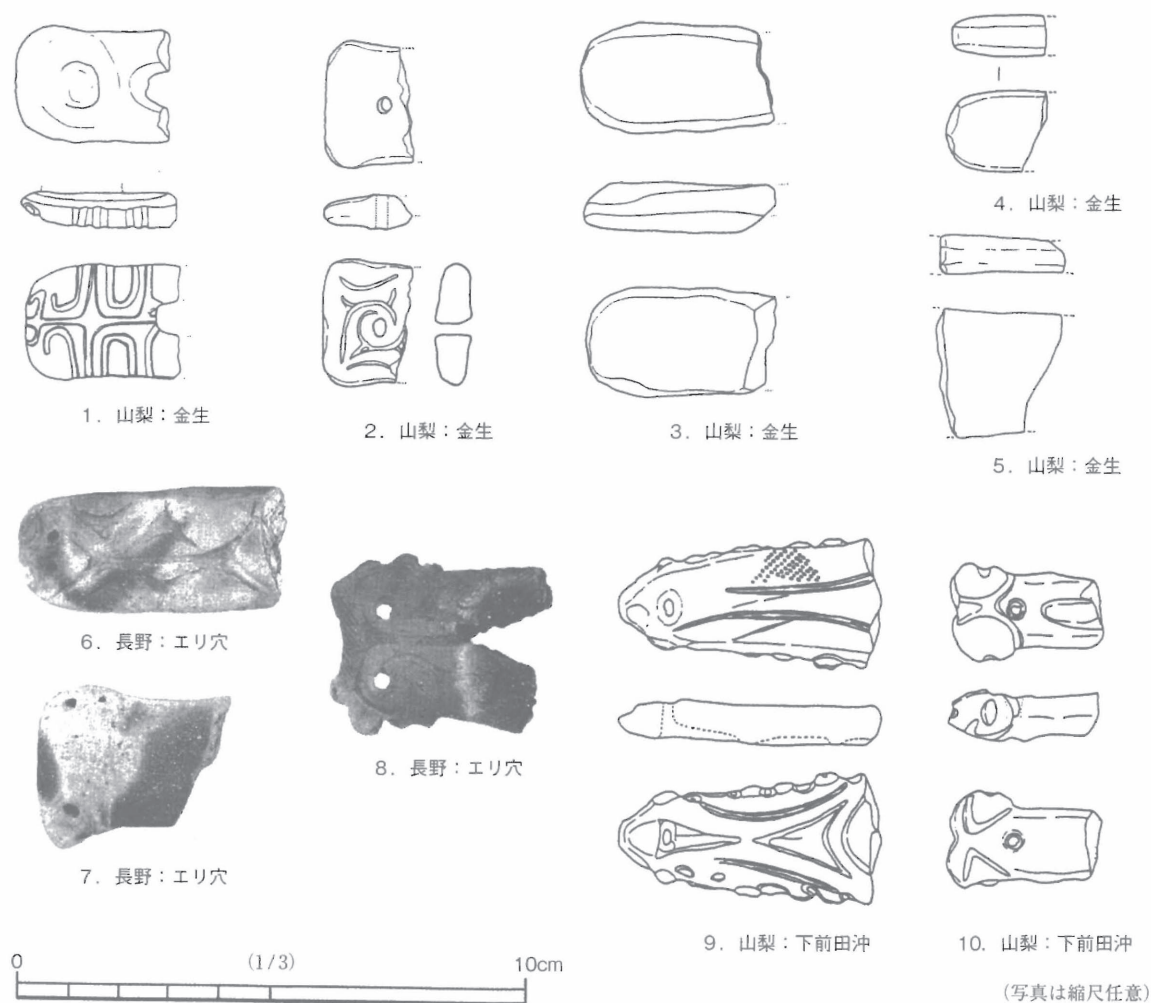 1. 山梨：金生
2. 山梨：金生
3. 山梨：金生
4. 山梨：金生
5. 山梨：金生
6. 長野：エリ穴
7. 長野：エリ穴
8. 長野：エリ穴
9. 山梨：下前田沖
10. 山梨：下前田沖
0 (1/3) 10cm
(写真は縮尺任意)